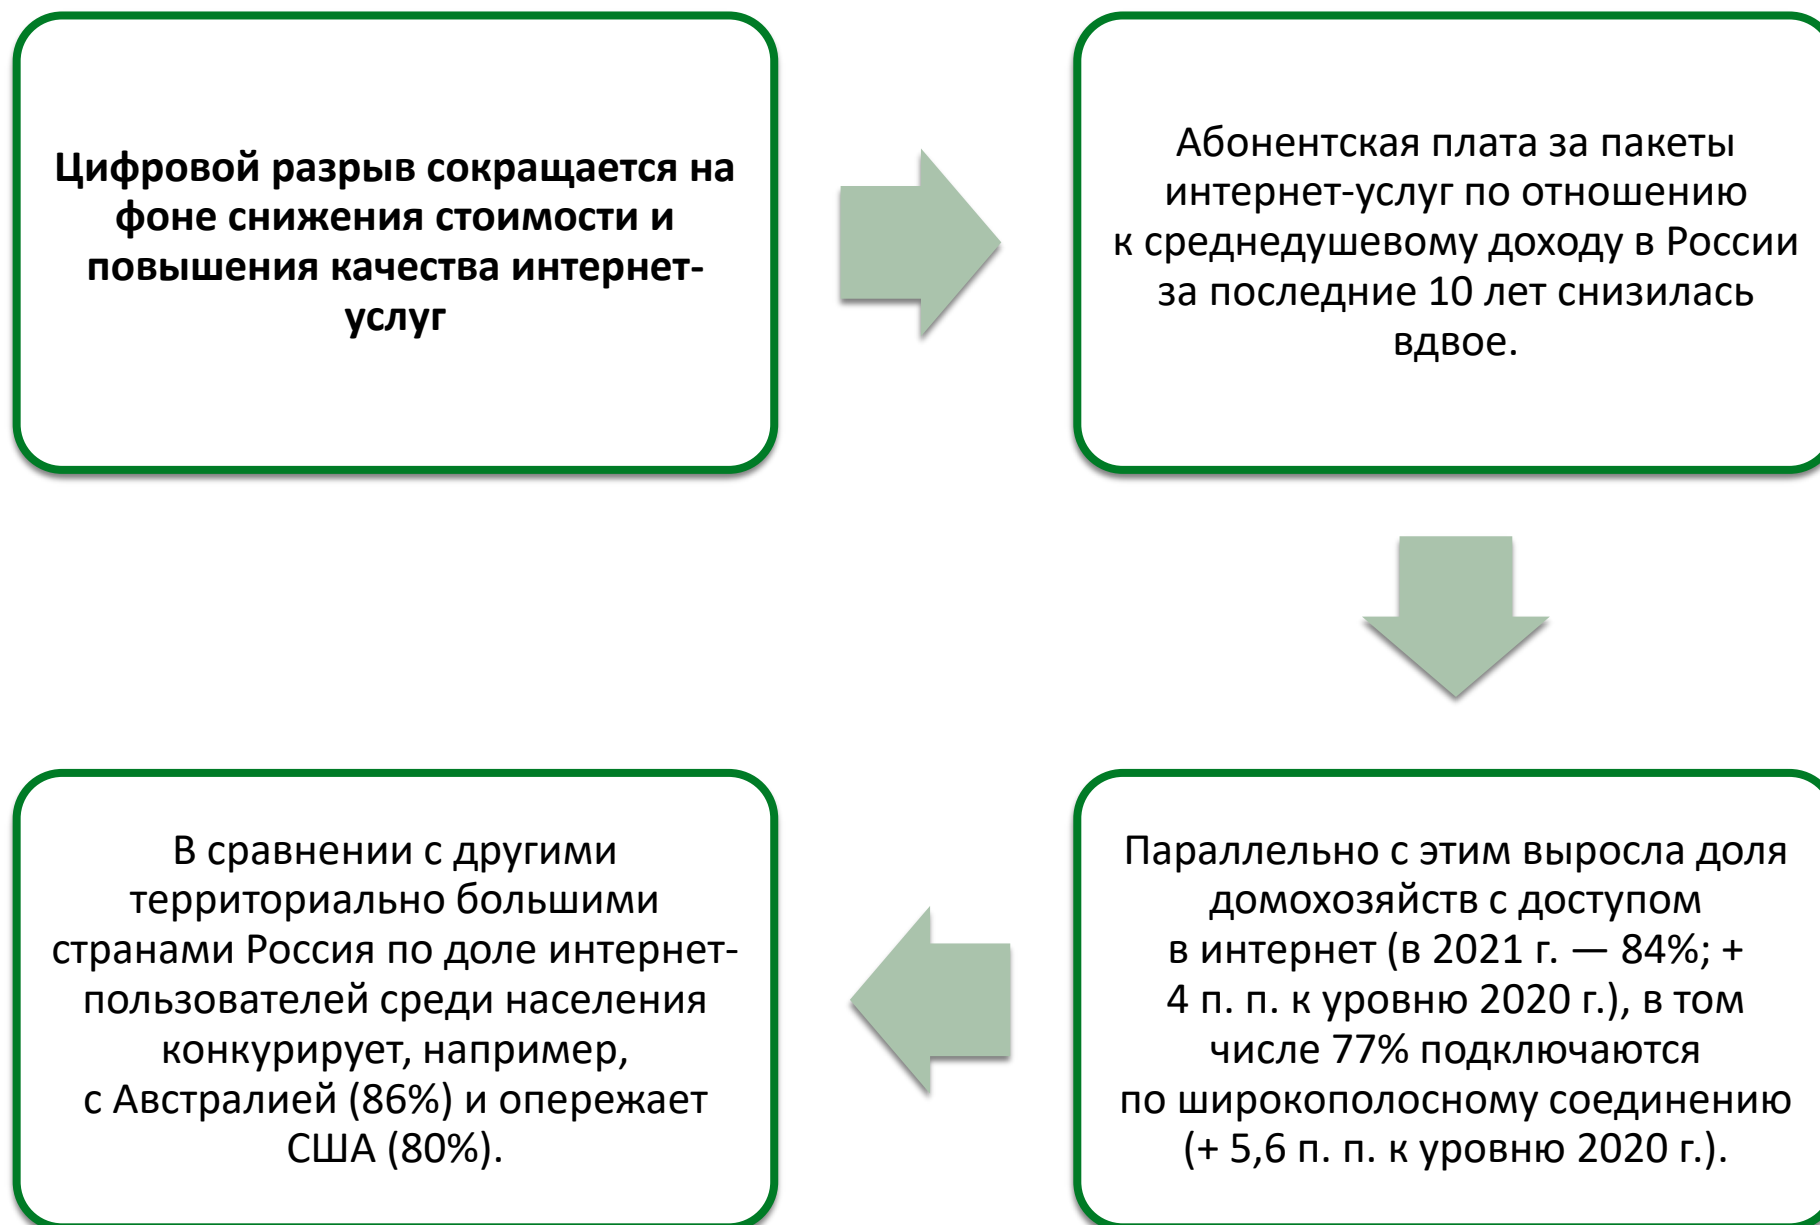 Цифровой разрыв сокращается на
фоне снижения стоимости и
повышения качества интернет-
услуг
Абонентская плата за пакеты
интернет-услуг по отношению
к среднедушевому доходу в России
за последние 10 лет снизилась
вдвое.
Параллельно с этим выросла доля
домохозяйств с доступом
в интернет (в 2021 г. — 84%; +
4 п. п. к уровню 2020 г.), в том
числе 77% подключаются
по широкополосному соединению
(+ 5,6 п. п. к уровню 2020 г.).
В сравнении с другими
территориально большими
странами Россия по доле интернет-
пользователей среди населения
конкурирует, например,
с Австралией (86%) и опережает
США (80%).